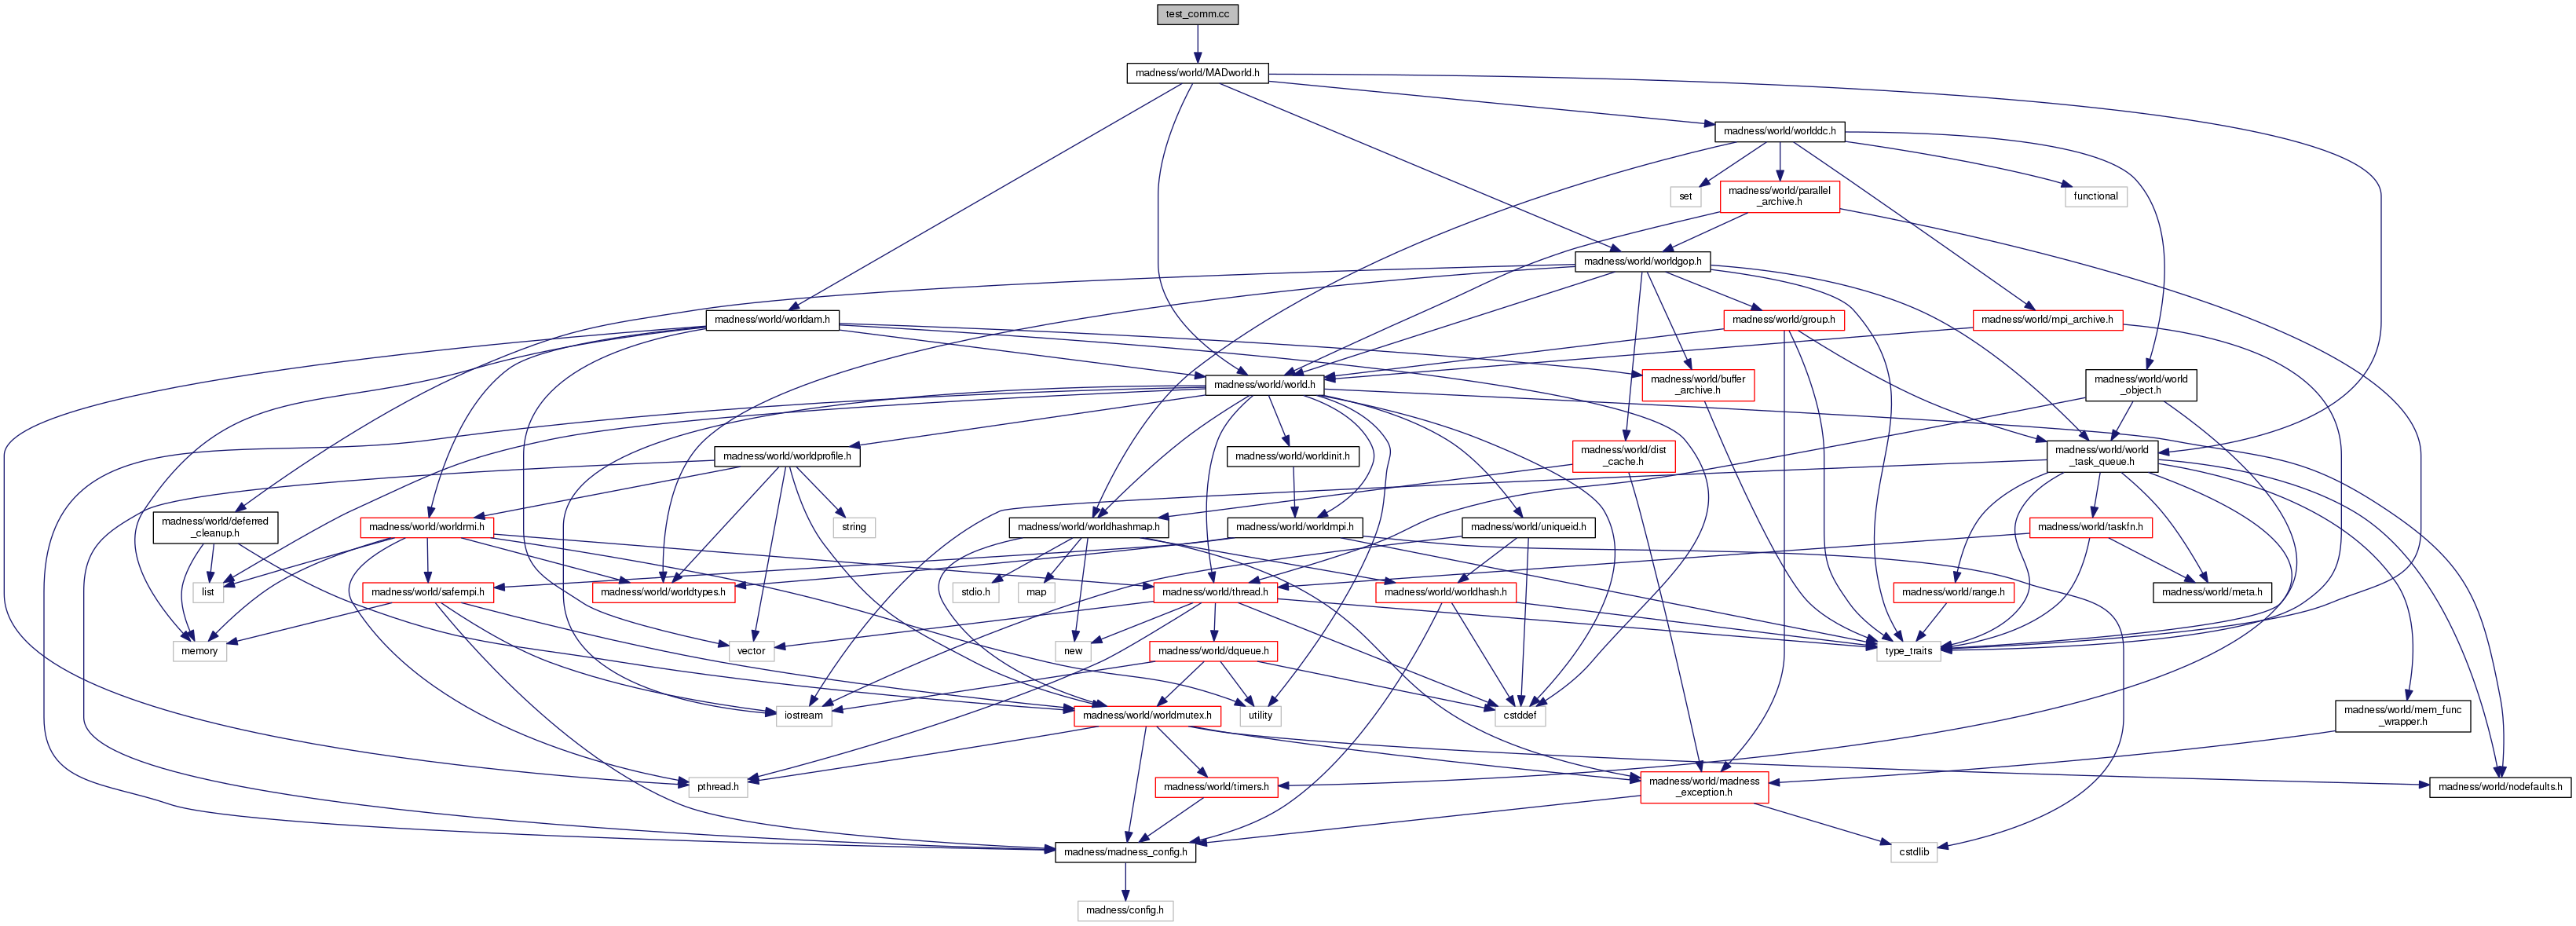 test_comm.cc
madness/world/MADworld.h
madness/world/worlddc.h
set
madness/world/parallel
_archive.h
functional
madness/world/worldgop.h
madness/world/worldam.h
madness/world/group.h
madness/world/mpi_archive.h
madness/world/world.h
madness/world/buffer
_archive.h
madness/world/world
_object.h
madness/world/worldprofile.h
madness/world/worldinit.h
madness/world/dist
_cache.h
madness/world/world
_task_queue.h
madness/world/deferred
_cleanup.h
madness/world/worldrmi.h
string
madness/world/worldhashmap.h
madness/world/worldmpi.h
madness/world/uniqueid.h
madness/world/taskfn.h
list
madness/world/safempi.h
madness/world/worldtypes.h
stdio.h
map
madness/world/thread.h
madness/world/worldhash.h
madness/world/range.h
madness/world/meta.h
memory
vector
new
madness/world/dqueue.h
type_traits
iostream
madness/world/worldmutex.h
utility
cstddef
madness/world/mem_func
_wrapper.h
pthread.h
madness/world/timers.h
madness/world/madness
_exception.h
madness/world/nodefaults.h
madness/madness_config.h
cstdlib
madness/config.h